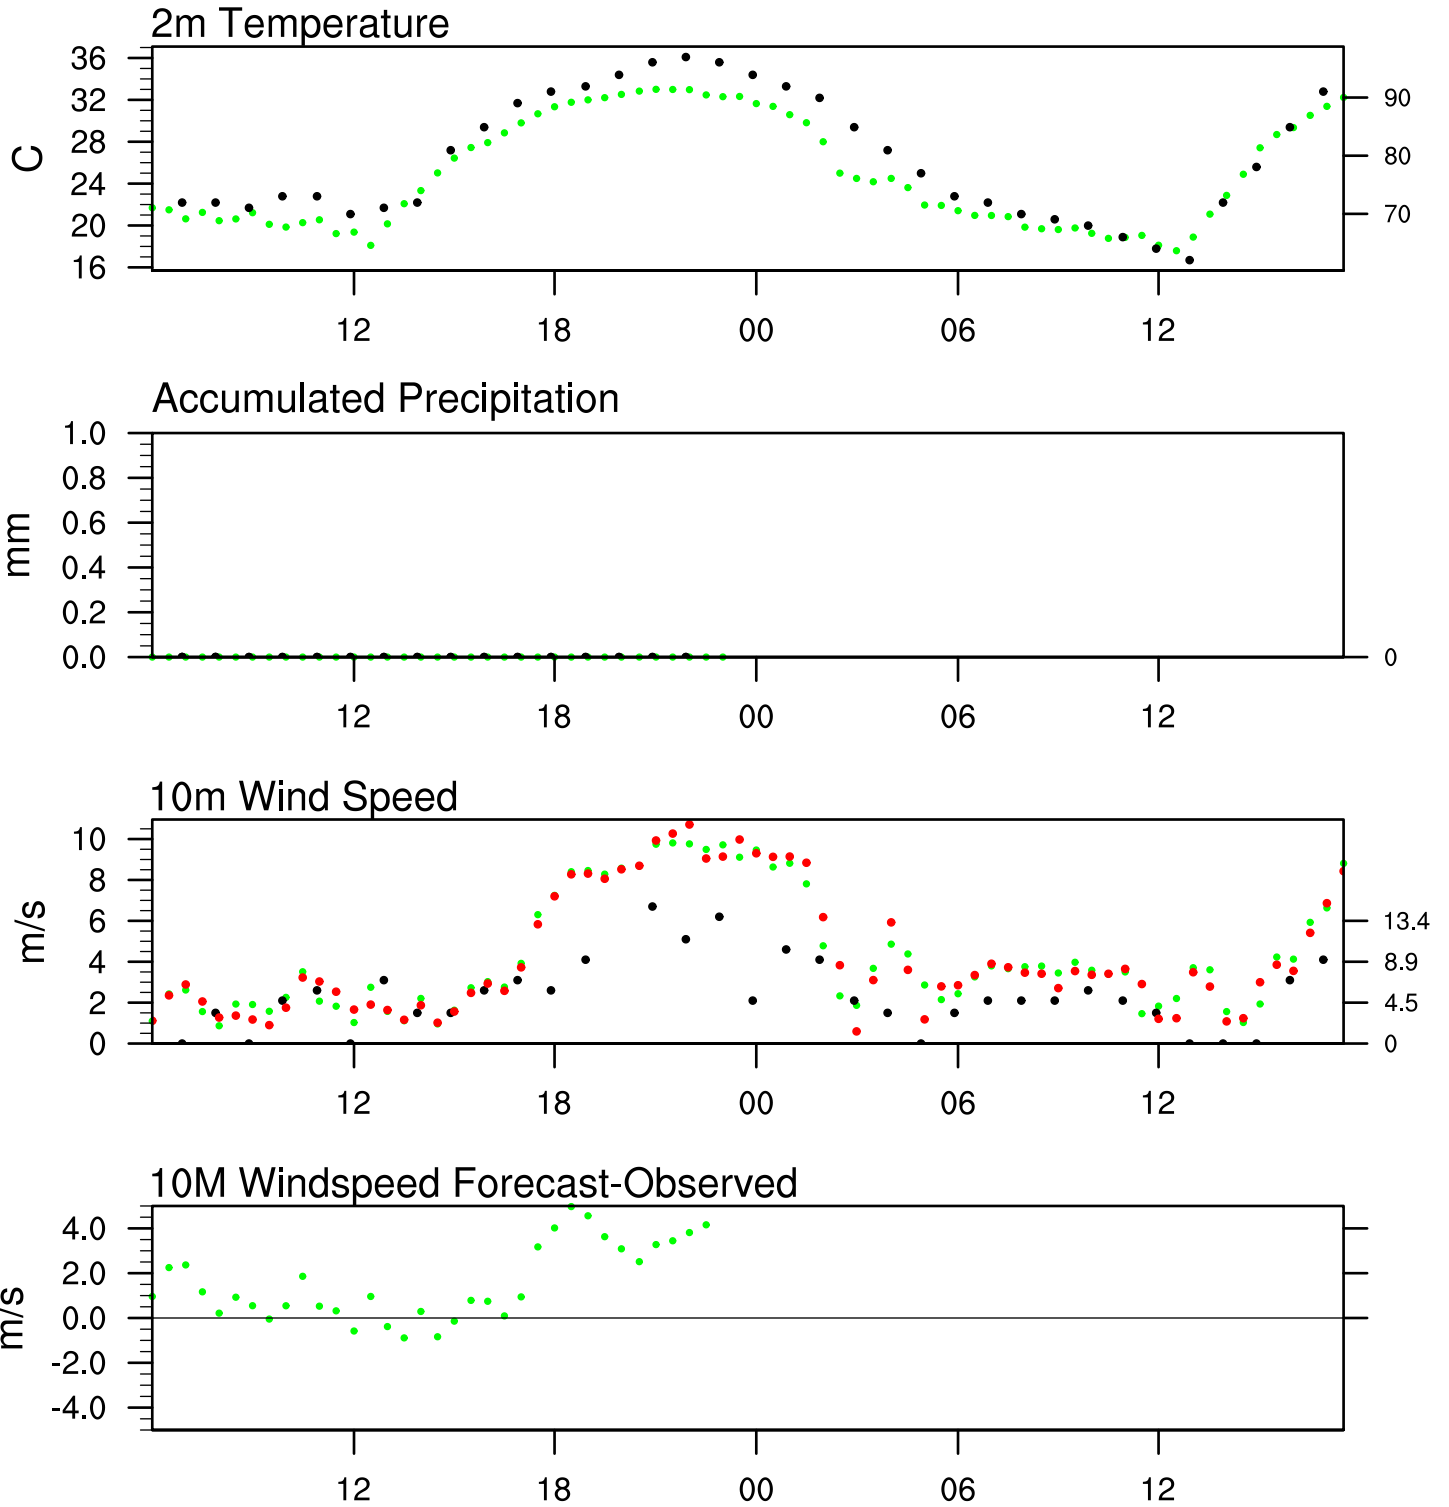 2m Temperature
36
32
28
24
20
16
C
90
80
70
12 18 00 06 12
Accumulated Precipitation
1.0
0.8
0.6
0.4
0.2
0.0
mm
0
12 18 00 06 12
10m Wind Speed
10
8
6
4
2
0
m/s
13.4
8.9
4.5
0
12 18 00 06 12
10M Windspeed Forecast-Observed
4.0
2.0
0.0
-2.0
-4.0
m/s
12 18 00 06 12